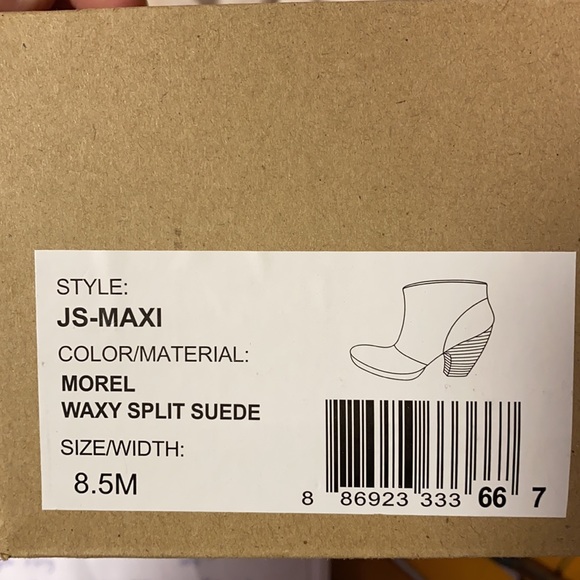 STYLE:
JS-MAXI
COLOR/MATERIAL:
MOREL
WAXY SPLIT SUEDE
SIZE/WIDTH:
8.5M
8 86923 333 66 7